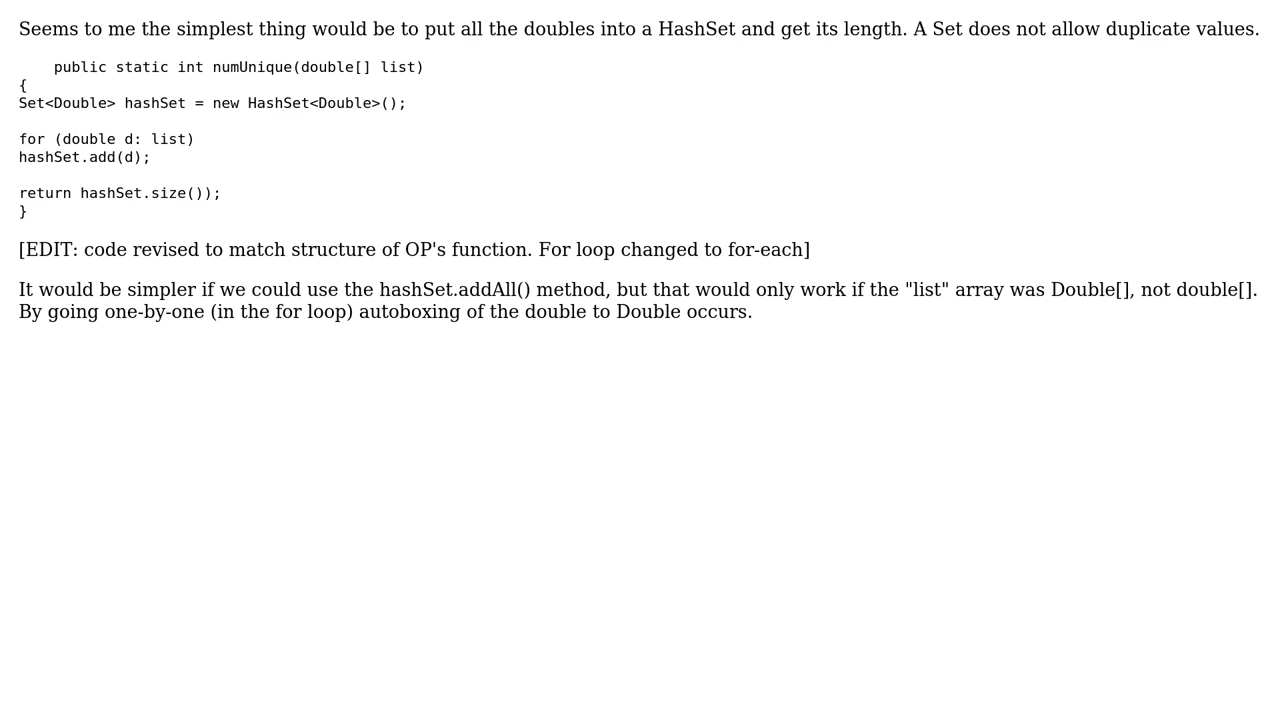 Seems to me the simplest thing would be to put all the doubles into a HashSet and get its length. A Set does not allow duplicate values.
public static int numUnique(double[] list)
{
Set<Double> hashSet = new HashSet<Double>();
for (double d: list)
hashSet.add(d);
return hashSet.size());
}
[EDIT: code revised to match structure of OP's function. For loop changed to for-each]
It would be simpler if we could use the hashSet.addAll() method, but that would only work if the "list" array was Double[], not double[].
By going one-by-one (in the for loop) autoboxing of the double to Double occurs.